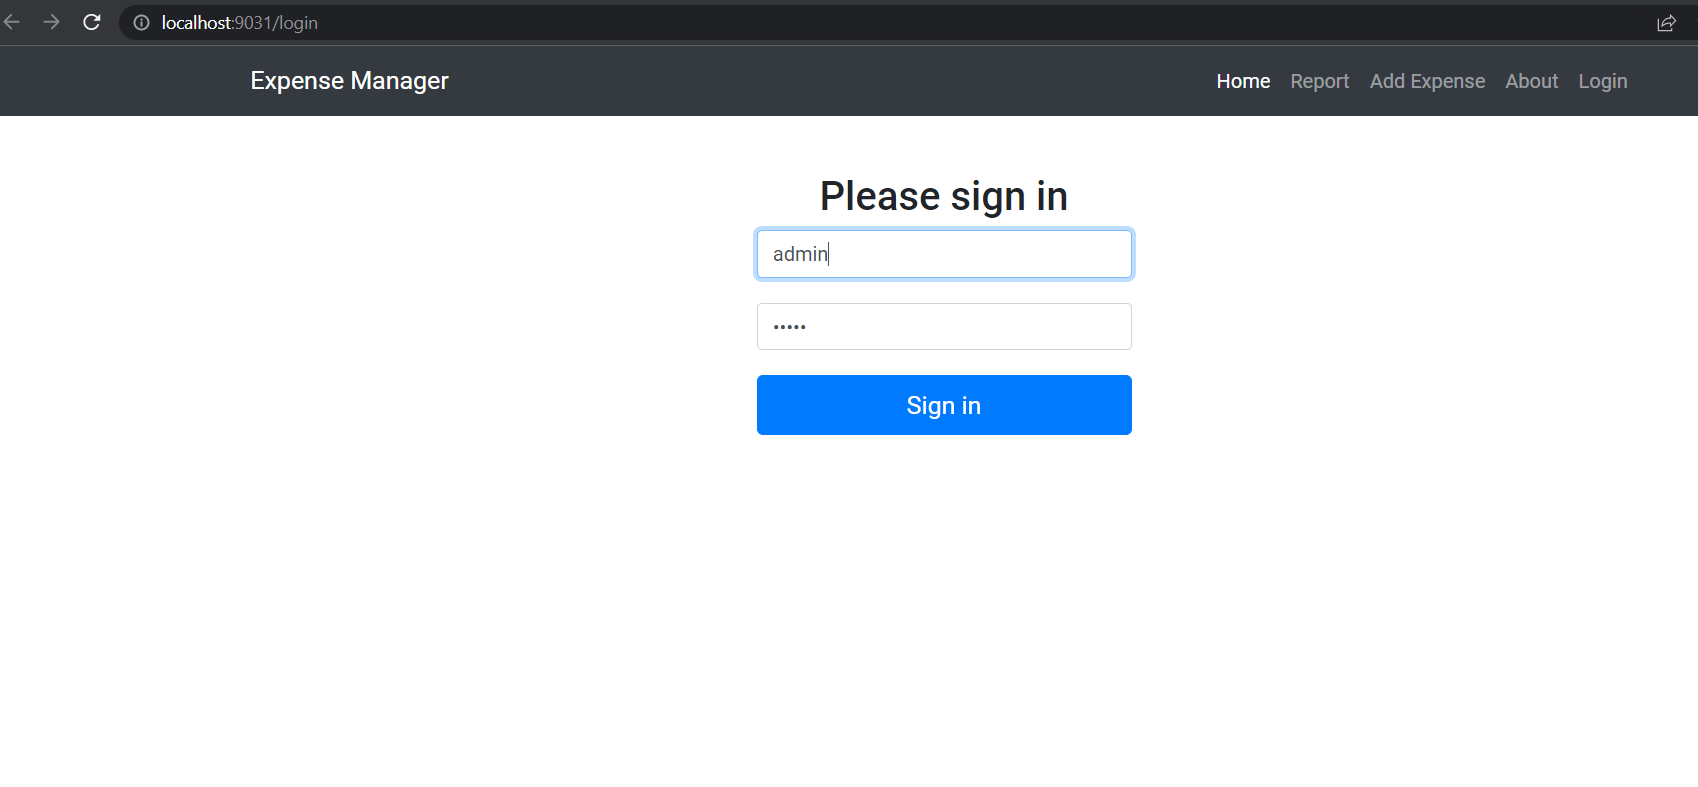 localhost:9031/login
Expense Manager
Home Report Add Expense About Login
Please sign in
admin
•••••
Sign in